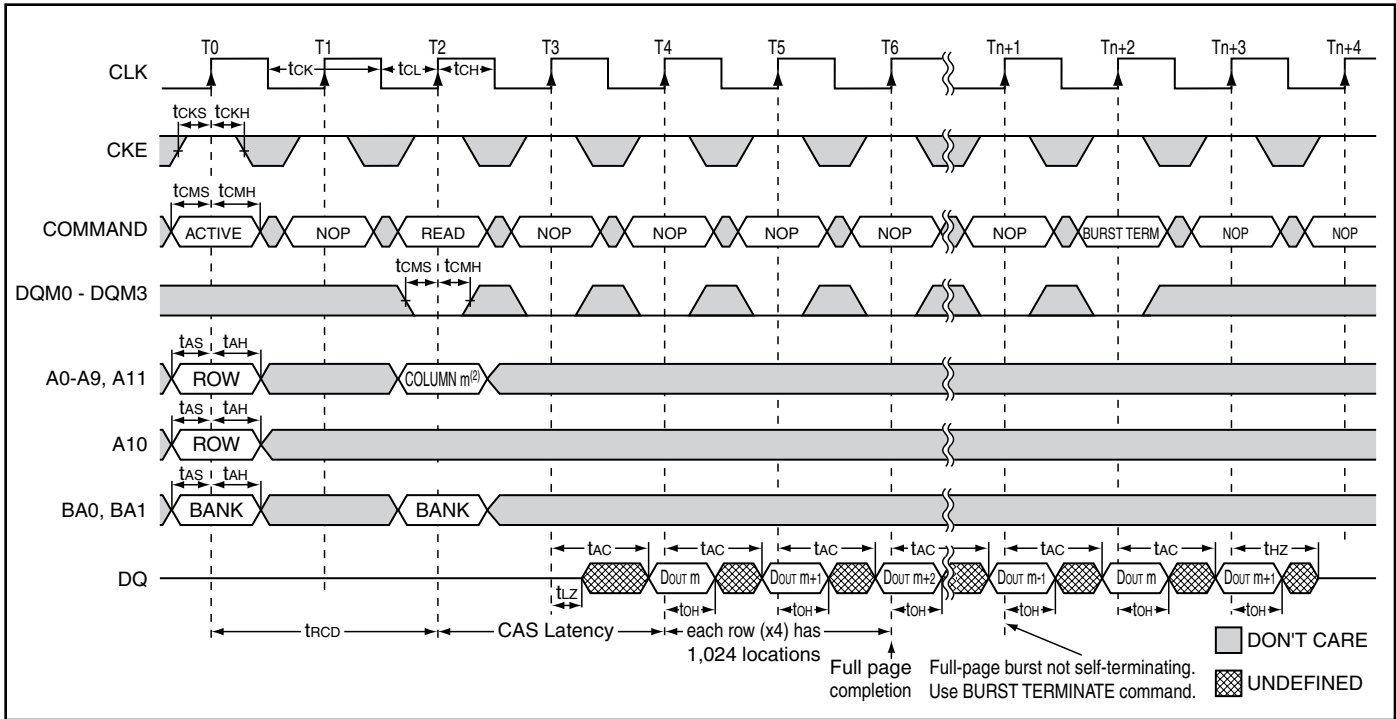 T0 T1 T2 T3 T4 T5 T6 Tn+1 Tn+2 Tn+3 Tn+4
CLK tCK tCL tCH
tCKS tCKH
CKE
tCMS tCMH
COMMAND ACTIVE NOP READ NOP NOP NOP NOP NOP BURST TERM NOP NOP
tCMS tCMH
DQM0 - DQM3
tAS tAH
A0-A9, A11 ROW COLUMN m(2)
tAS tAH
A10 ROW
tAS tAH
BA0, BA1 BANK BANK
tAC tAC tAC tAC tAC tAC tHZ
DQ DOUT m DOUT m+1 DOUT m+2 DOUT m-1 DOUT m DOUT m+1
tLZ tOH tOH tOH tOH tOH tOH
tRCD CAS Latency each row (x4) has
1,024 locations
Full page
completion
Full-page burst not self-terminating.
Use BURST TERMINATE command.
DON'T CARE
UNDEFINED